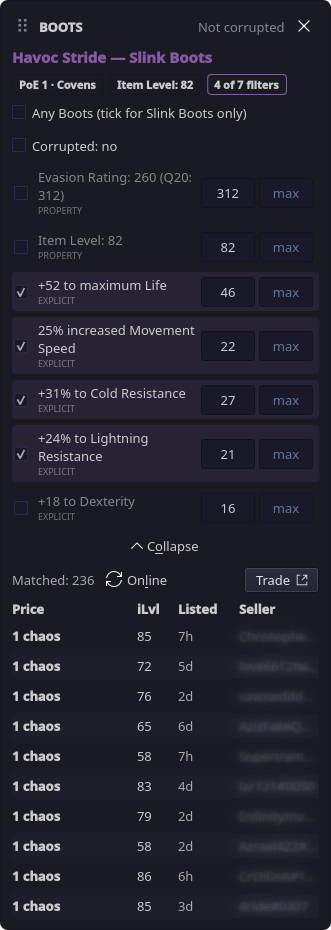 BOOTS
Not corrupted
Havoc Stride — Slink Boots
PoE 1 · Covens
Item Level: 82
4 of 7 filters
Any Boots (tick for Slink Boots only)
Corrupted: no
Evasion Rating: 260 (Q20:
312)
PROPERTY
312
max
Item Level: 82
PROPERTY
82
max
+52 to maximum Life
EXPLICIT
46
max
25% increased Movement
Speed
EXPLICIT
22
max
+31% to Cold Resistance
EXPLICIT
27
max
+24% to Lightning
Resistance
EXPLICIT
21
max
+18 to Dexterity
EXPLICIT
16
max
Collapse
Matched: 236
Online
Trade
Price iLvl Listed Seller
1 chaos 85 7h
1 chaos 72 5d
1 chaos 76 2d
1 chaos 65 6d
1 chaos 58 7h
1 chaos 83 4d
1 chaos 79 2d
1 chaos 58 2d
1 chaos 86 6h
1 chaos 85 3d